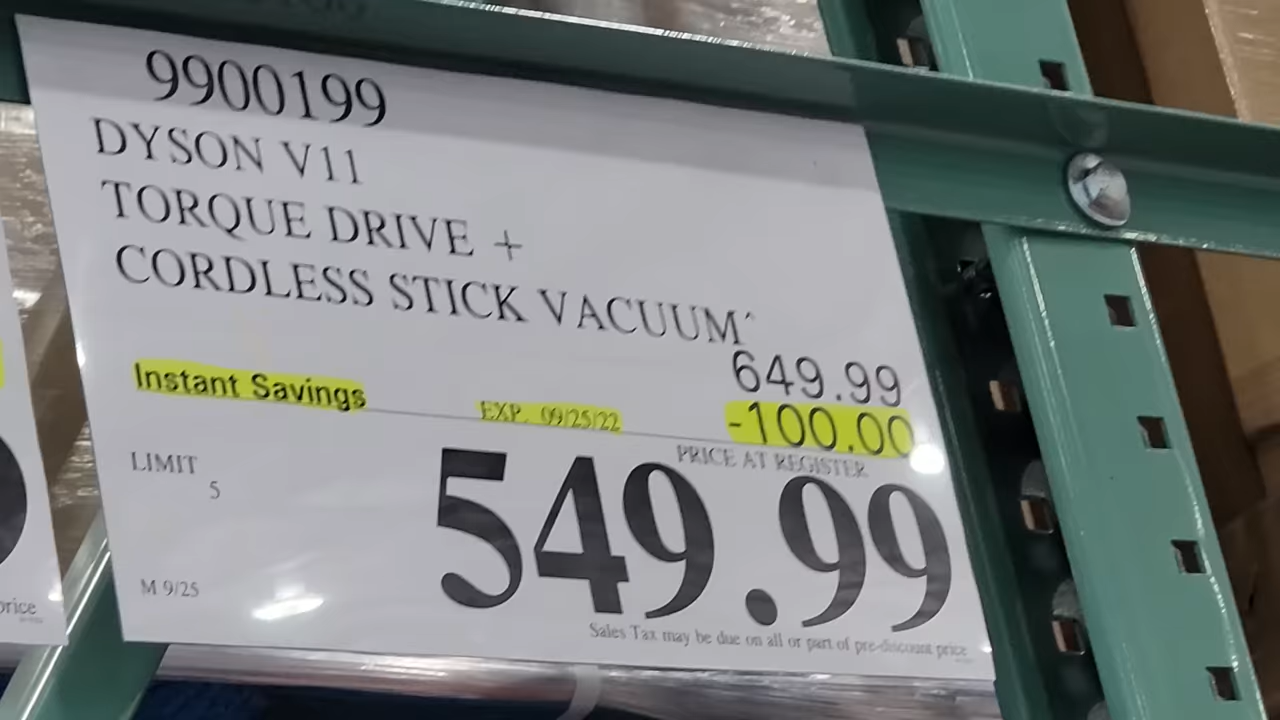 9900199
DYSON V11
TORQUE DRIVE +
CORDLESS STICK VACUUM^
649.99
Instant Savings EXP. 09/25/22 -100.00
PRICE AT REGISTER
LIMIT
5
549.99
M 9/25
Sales Tax may be due on all or part of pre-discount price
price